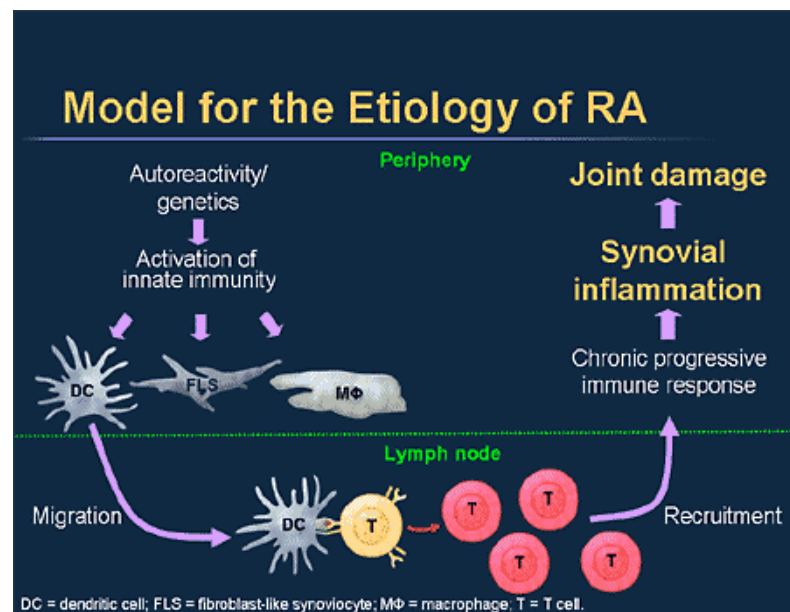 Model for the Etiology of RA
Periphery
Autoreactivity/
genetics
Activation of
innate immunity
DC
FLS
MΦ
Joint damage
Synovial
inflammation
Chronic progressive
immune response
Lymph node
Migration
DC
T
T
T
T
T
Recruitment
DC = dendritic cell; FLS = fibroblast-like synoviocyte; MΦ = macrophage; T = T cell.